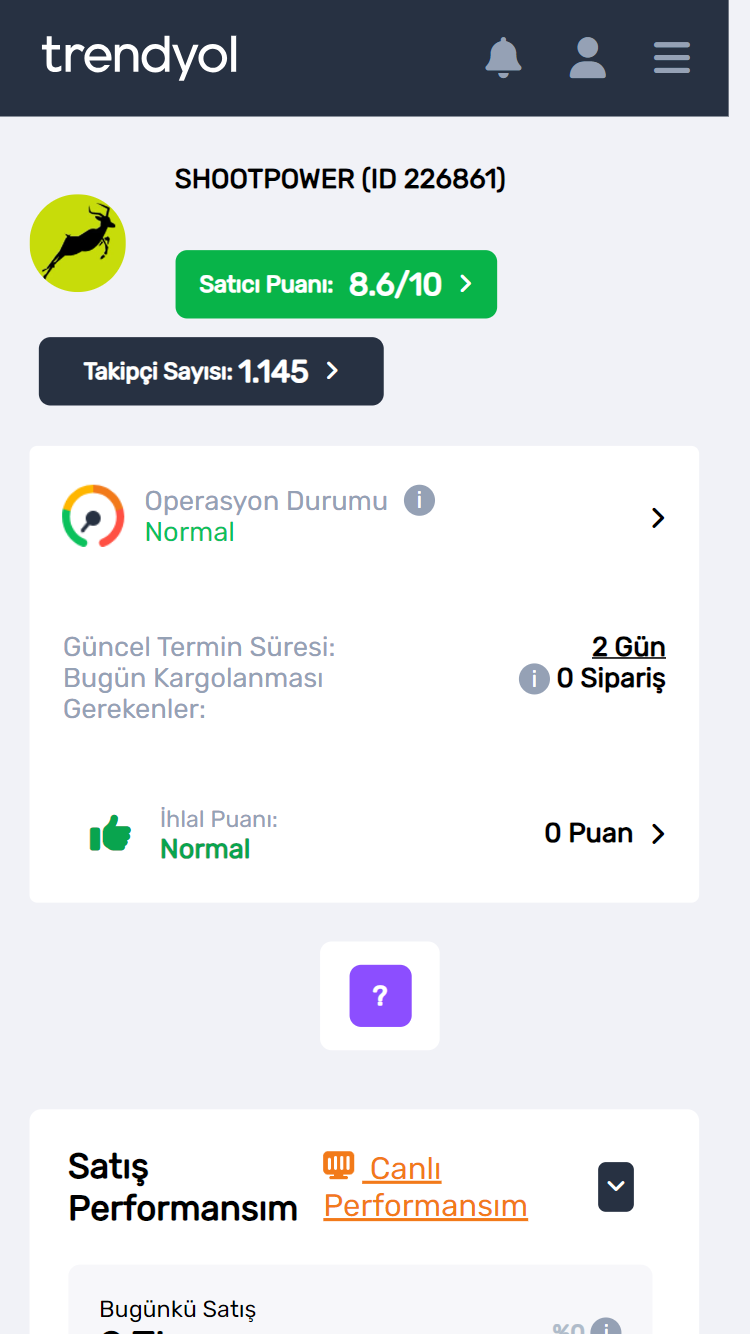 trendyol
SHOOTPOWER (ID 226861)
Satıcı Puanı: 8.6/10
Takipçi Sayısı: 1.145
Operasyon Durumu i
Normal
Güncel Termin Süresi: 2 Gün
Bugün Kargolanması i 0 Sipariş
Gerekenler:
İhlal Puanı:
Normal
0 Puan
?
Satış
Performansım
Canlı
Performansım
Bugünkü Satış
%0 i